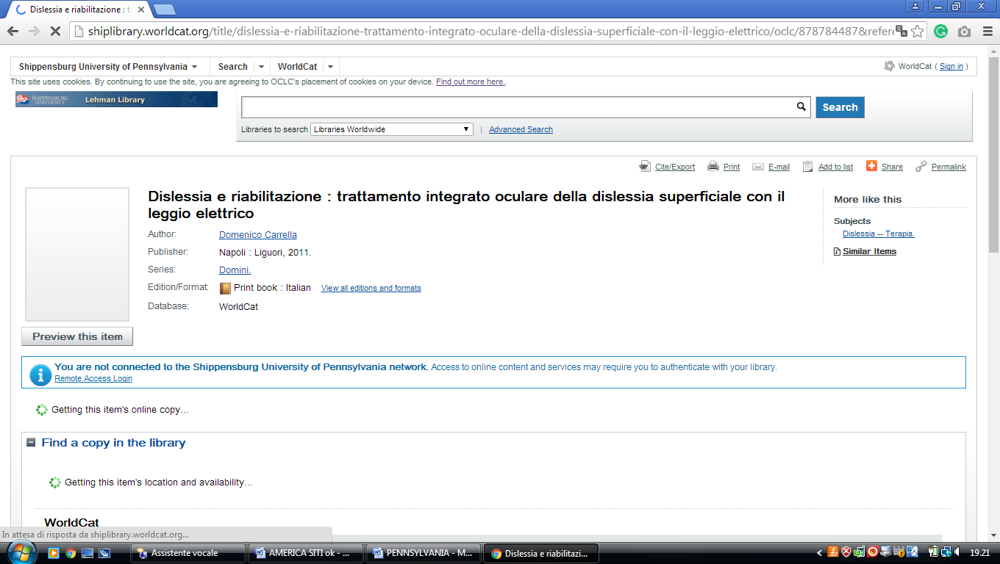 Dislessia e riabilitazione : t
shiplibrary.worldcat.org/title/dislessia-e-riabilitazione-trattamento-integrato-oculare-della-dislessia-superficiale-con-il-leggio-elettrico/oclc/878784487&refere
Shippensburg University of Pennsylvania Search WorldCat WorldCat ( Sign in )
This site uses cookies. By continuing to use the site, you are agreeing to OCLC's placement of cookies on your device. Find out more here..
SHIPPENSBURG UNIVERSITY Lehman Library
Search
Libraries to search Libraries Worldwide | Advanced Search
Cite/Export Print E-mail Add to list Share Permalink
Dislessia e riabilitazione : trattamento integrato oculare della dislessia superficiale con il
leggio elettrico
Author: Domenico Carrella
Publisher: Napoli : Liguori, 2011.
Series: Domini.
Edition/Format: Print book : Italian View all editions and formats
Database: WorldCat
More like this
Subjects
Dislessia -- Terapia.
Similar Items
Preview this item
You are not connected to the Shippensburg University of Pennsylvania network. Access to online content and services may require you to authenticate with your library.
Remote Access Login
Getting this item's online copy...
Find a copy in the library
Getting this item's location and availability...
WorldCat
In attesa di risposta da shiplibrary.worldcat.org...
Assistente vocale AMERICA SITI ok - ... PENNSYLVANIA - M... Dislessia e riabilitazi... 19.21